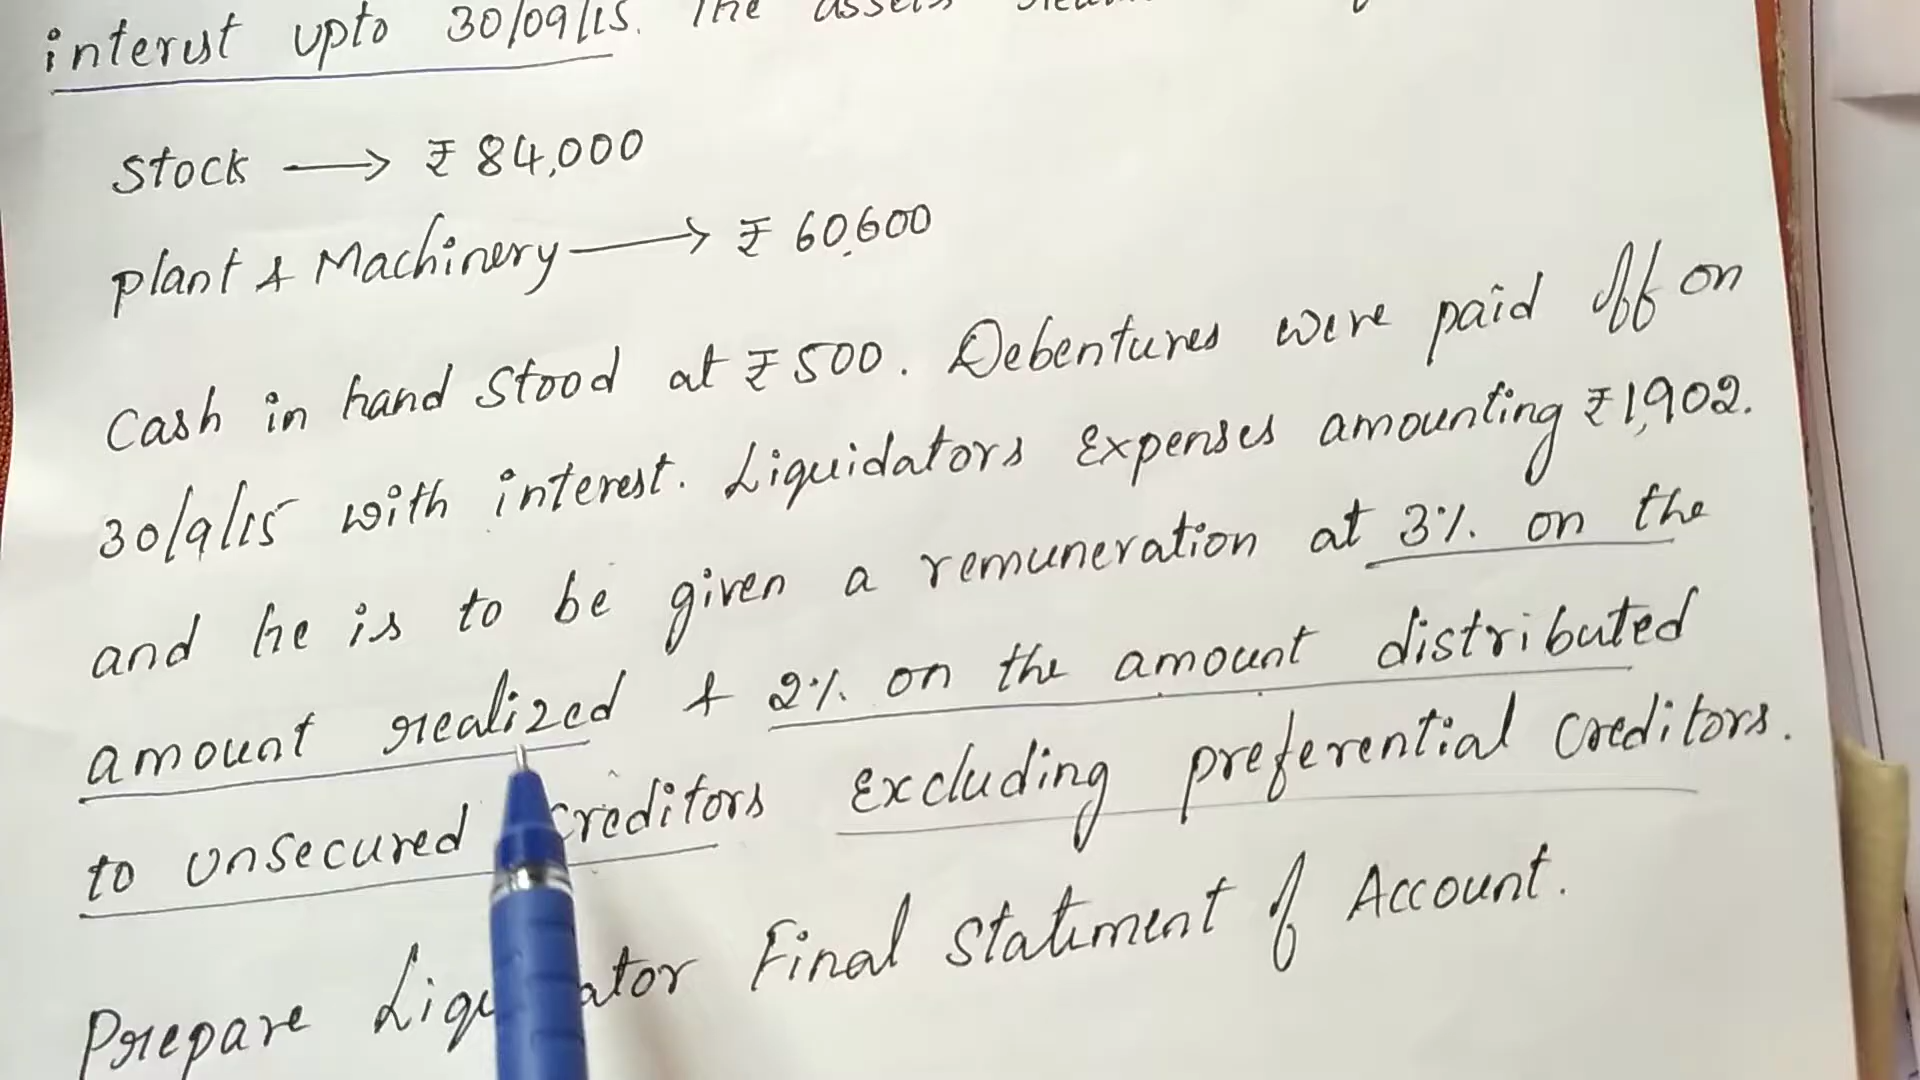 interest upto 30/09/15. The assets
Stock → ₹ 84,000
Plant & Machinery → ₹ 60,600
Cash in hand stood at ₹ 500. Debentures were paid off on
30/9/15 with interest. Liquidators Expenses amounting ₹ 1,902.
and he is to be given a remuneration at 3% on the
amount realized & 2% on the amount distributed
to unsecured creditors excluding preferential creditors.
Prepare Final Statement of Account.